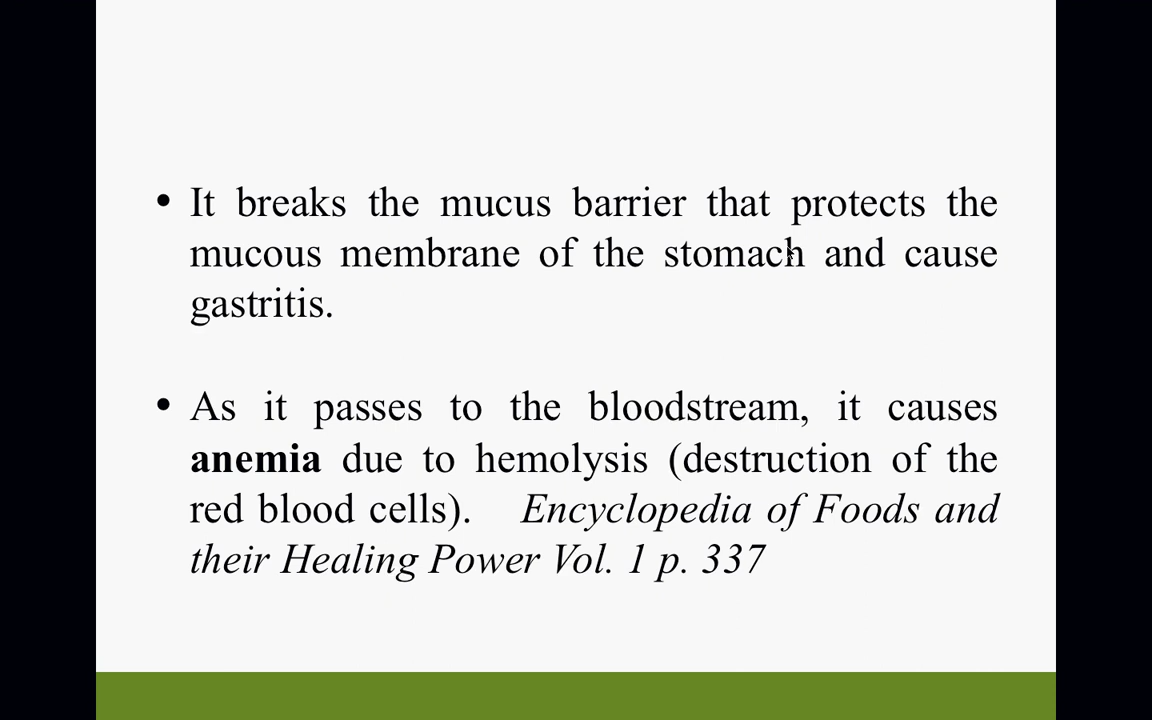 • It breaks the mucus barrier that protects the
mucous membrane of the stomach and cause
gastritis.
• As it passes to the bloodstream, it causes
anemia due to hemolysis (destruction of the
red blood cells). Encyclopedia of Foods and
their Healing Power Vol. 1 p. 337